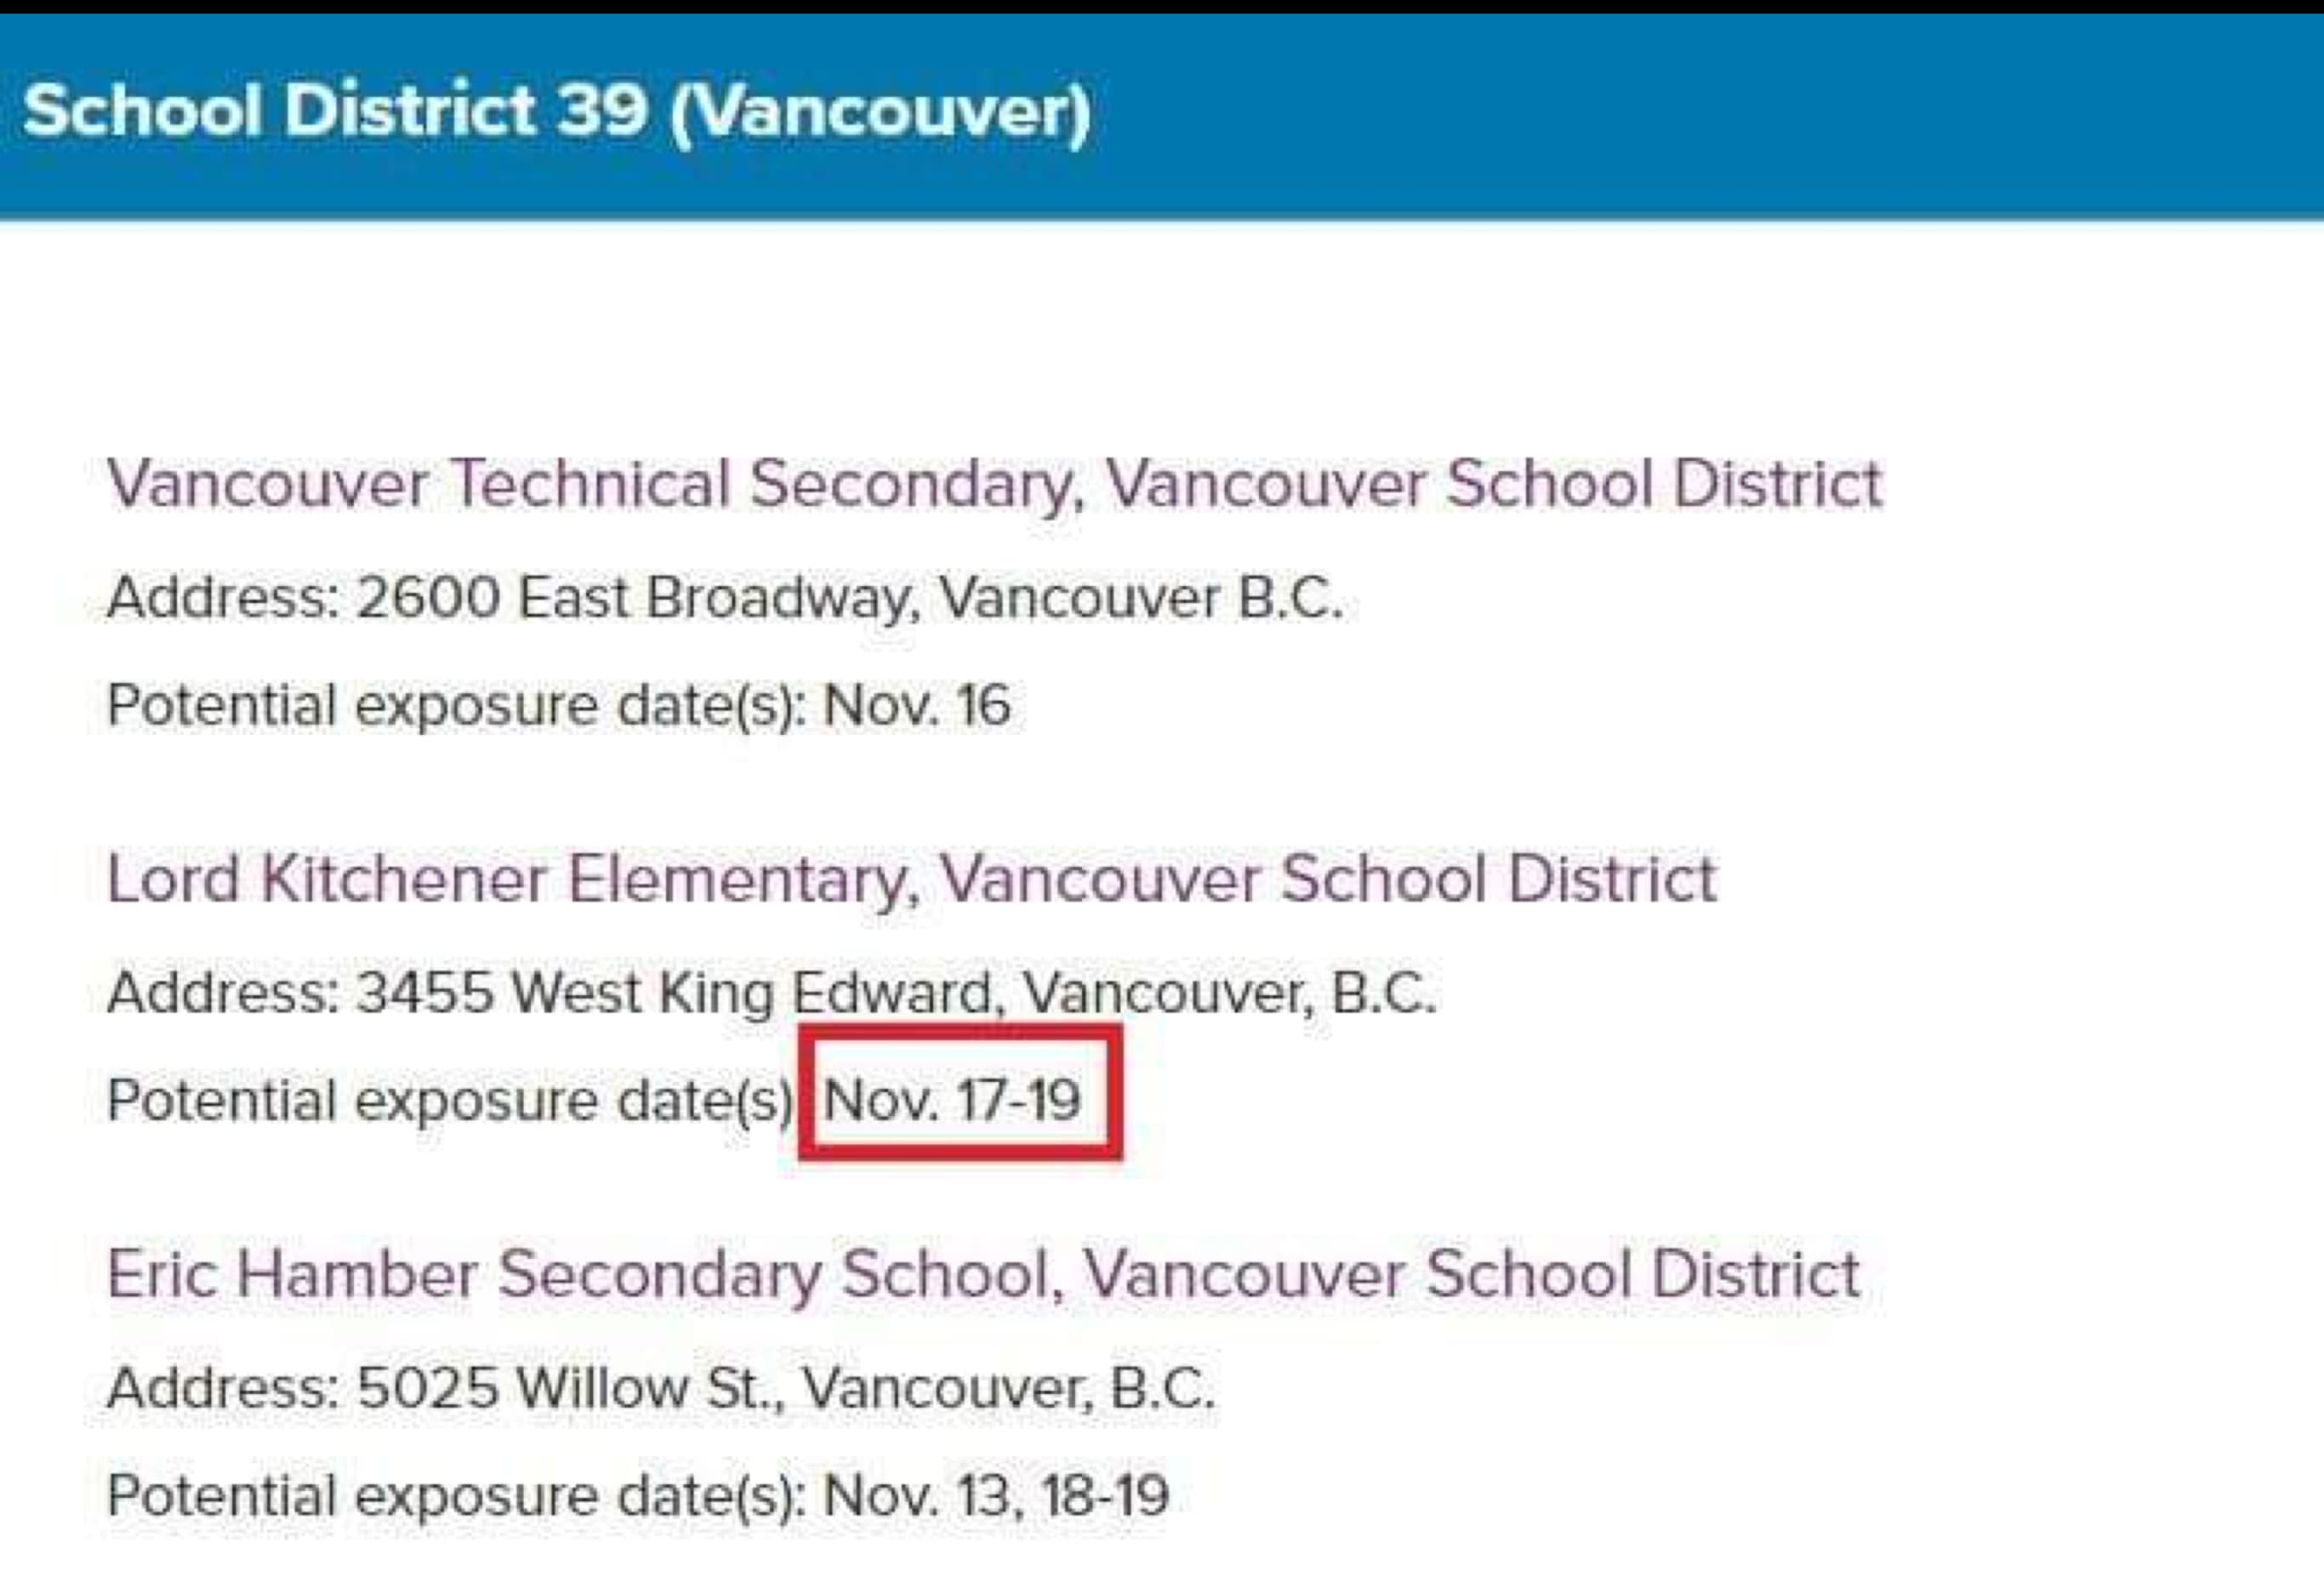 School District 39 (Vancouver)
Vancouver Technical Secondary, Vancouver School District
Address: 2600 East Broadway, Vancouver B.C.
Potential exposure date(s): Nov. 16
Lord Kitchener Elementary, Vancouver School District
Address: 3455 West King Edward, Vancouver, B.C.
Potential exposure date(s) Nov. 17-19
Eric Hamber Secondary School, Vancouver School District
Address: 5025 Willow St., Vancouver, B.C.
Potential exposure date(s): Nov. 13, 18-19